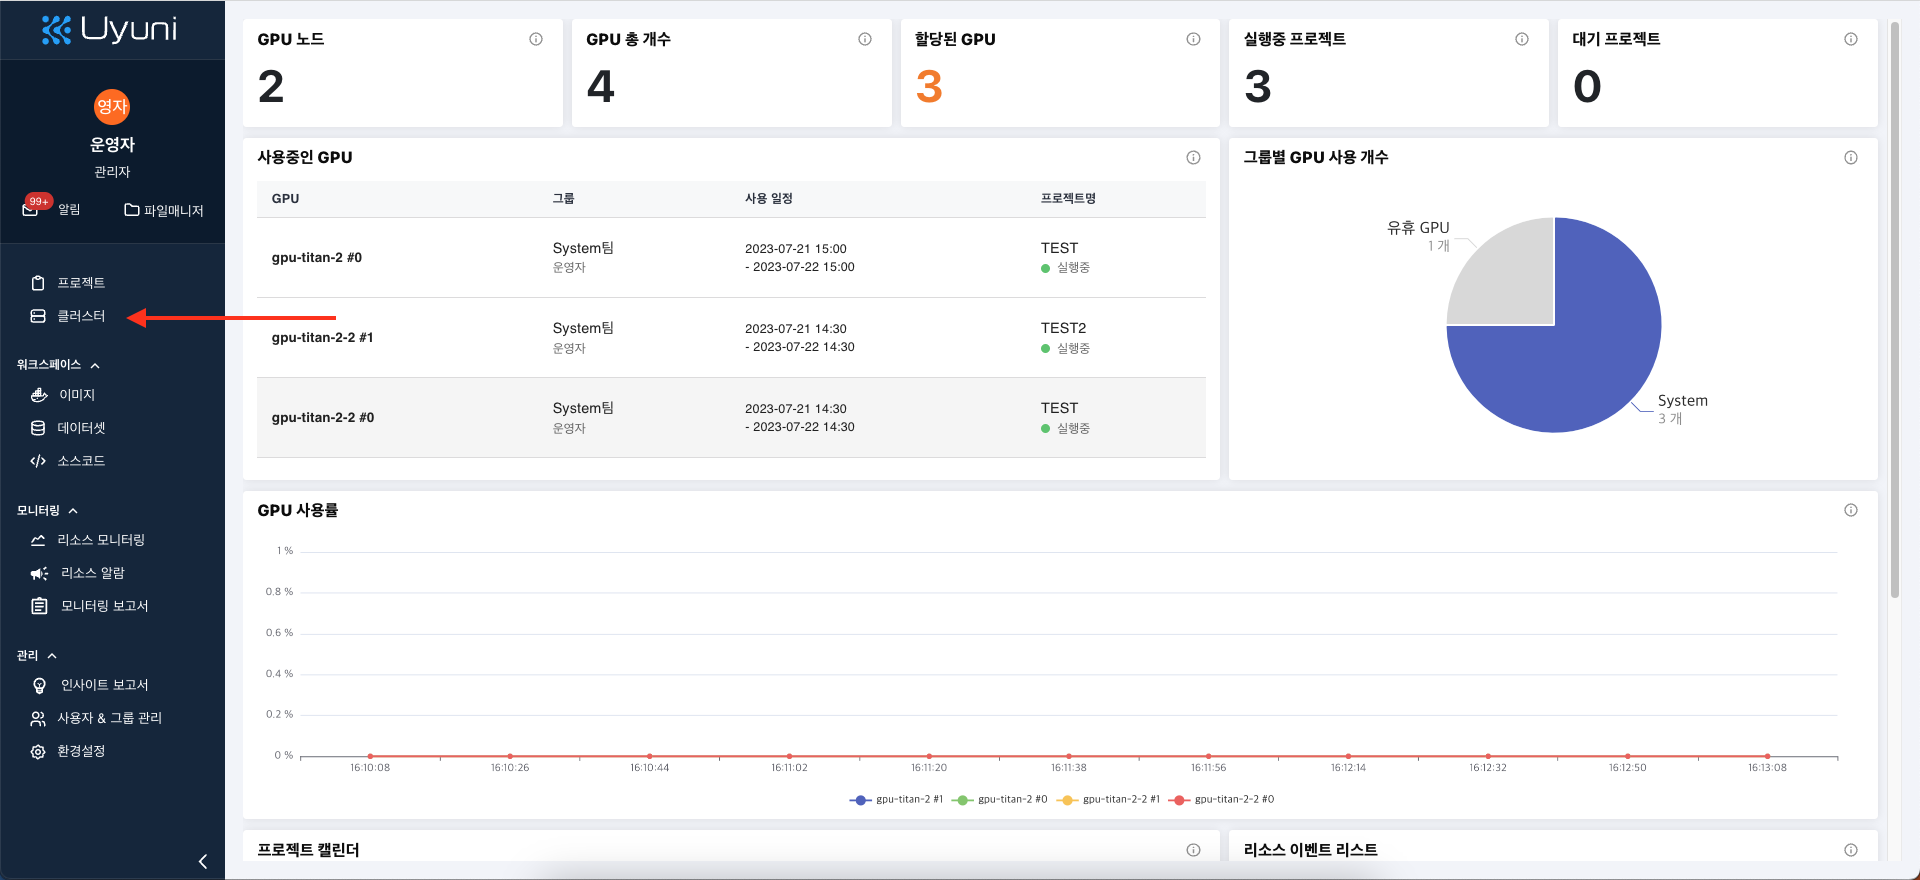 Uyuni
영자
운영자
관리자
99+
알림
파일매니저
프로젝트
클러스터
워크스페이스
이미지
데이터셋
소스코드
모니터링
리소스 모니터링
리소스 알람
모니터링 보고서
관리
인사이트 보고서
사용자 & 그룹 관리
환경설정
GPU 노드
2
GPU 총 개수
4
할당된 GPU
3
실행중 프로젝트
3
대기 프로젝트
0
사용중인 GPU
GPU 그룹 사용 일정 프로젝트명
gpu-titan-2 #0
System팀
운영자
2023-07-21 15:00
- 2023-07-22 15:00
TEST
실행중
gpu-titan-2-2 #1
System팀
운영자
2023-07-21 14:30
- 2023-07-22 14:30
TEST2
실행중
gpu-titan-2-2 #0
System팀
운영자
2023-07-21 14:30
- 2023-07-22 14:30
TEST
실행중
그룹별 GPU 사용 개수
유휴 GPU
1 개
System
3 개
GPU 사용률
1 %
0.8 %
0.6 %
0.4 %
0.2 %
0 %
16:10:08 16:10:26 16:10:44 16:11:02 16:11:20 16:11:38 16:11:56 16:12:14 16:12:32 16:12:50 16:13:08
gpu-titan-2 #1 gpu-titan-2 #0 gpu-titan-2-2 #1 gpu-titan-2-2 #0
프로젝트 캘린더
리소스 이벤트 리스트